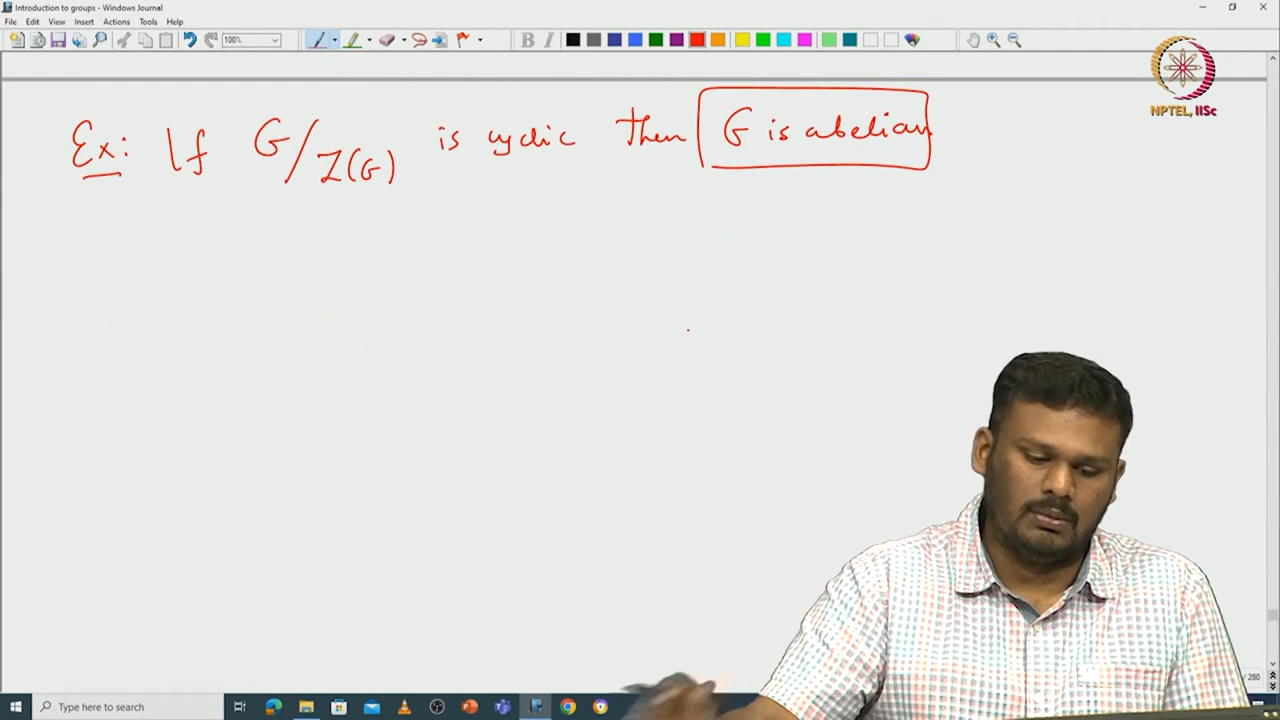 Introduction to groups - Windows Journal
File Edit View Insert Actions Tools Help
100%
B I
NPTEL, IISc
Ex: If G/Z(G) is cyclic then G is abelian
/ 280
Type here to search